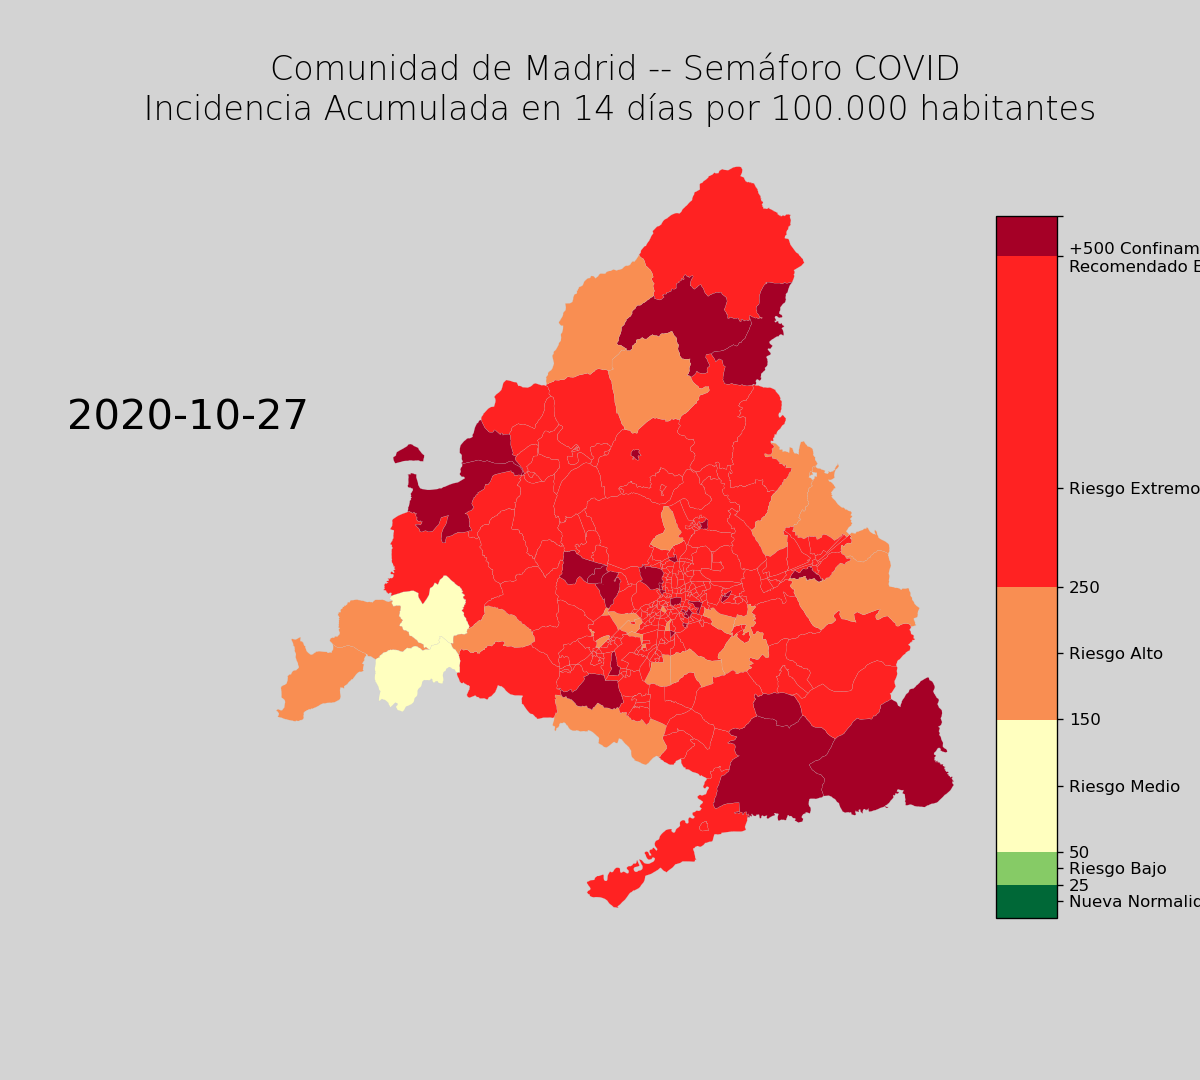 Comunidad de Madrid -- Semáforo COVID
Incidencia Acumulada en 14 días por 100.000 habitantes
2020-10-27
+500 Confinam
Recomendado E
Riesgo Extremo
250
Riesgo Alto
150
Riesgo Medio
50
Riesgo Bajo
25
Nueva Normalid